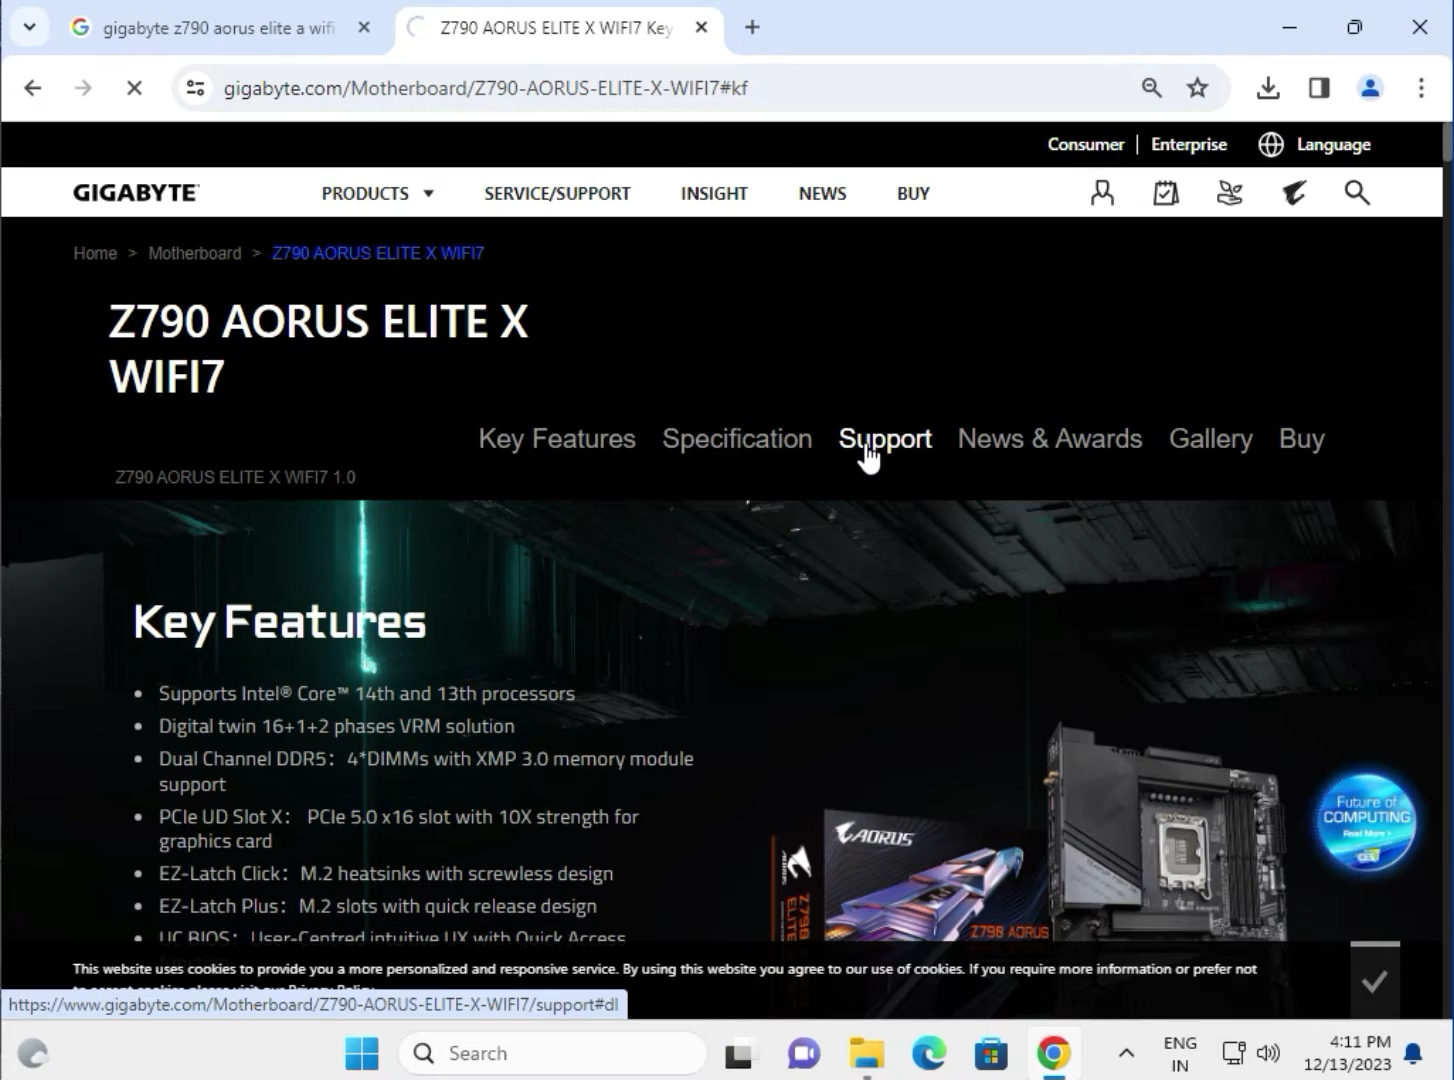 gigabyte z790 aorus elite a wifi
Z790 AORUS ELITE X WIFI7 Key
gigabyte.com/Motherboard/Z790-AORUS-ELITE-X-WIFI7#kf
Consumer | Enterprise Language
GIGABYTE PRODUCTS SERVICE/SUPPORT INSIGHT NEWS BUY
Home > Motherboard > Z790 AORUS ELITE X WIFI7
Z790 AORUS ELITE X
WIFI7
Key Features Specification Support News & Awards Gallery Buy
Z790 AORUS ELITE X WIFI7 1.0
Key Features
• Supports Intel® Core™ 14th and 13th processors
• Digital twin 16+1+2 phases VRM solution
• Dual Channel DDR5： 4*DIMMs with XMP 3.0 memory module
support
• PCIe UD Slot X： PCIe 5.0 x16 slot with 10X strength for
graphics card
• EZ-Latch Click：M.2 heatsinks with screwless design
• EZ-Latch Plus：M.2 slots with quick release design
• UC BIOS：User-Centred intuitive UX with Quick Access
Future of
COMPUTING
Read More >
CES
AORUS
Z790 AORUS
Z790
ELITE
This website uses cookies to provide you a more personalized and responsive service. By using this website you agree to our use of cookies. If you require more information or prefer not
to accept cookies please visit our Privacy Policy
https://www.gigabyte.com/Motherboard/Z790-AORUS-ELITE-X-WIFI7/support#dl
Search
ENG
IN
4:11 PM
12/13/2023